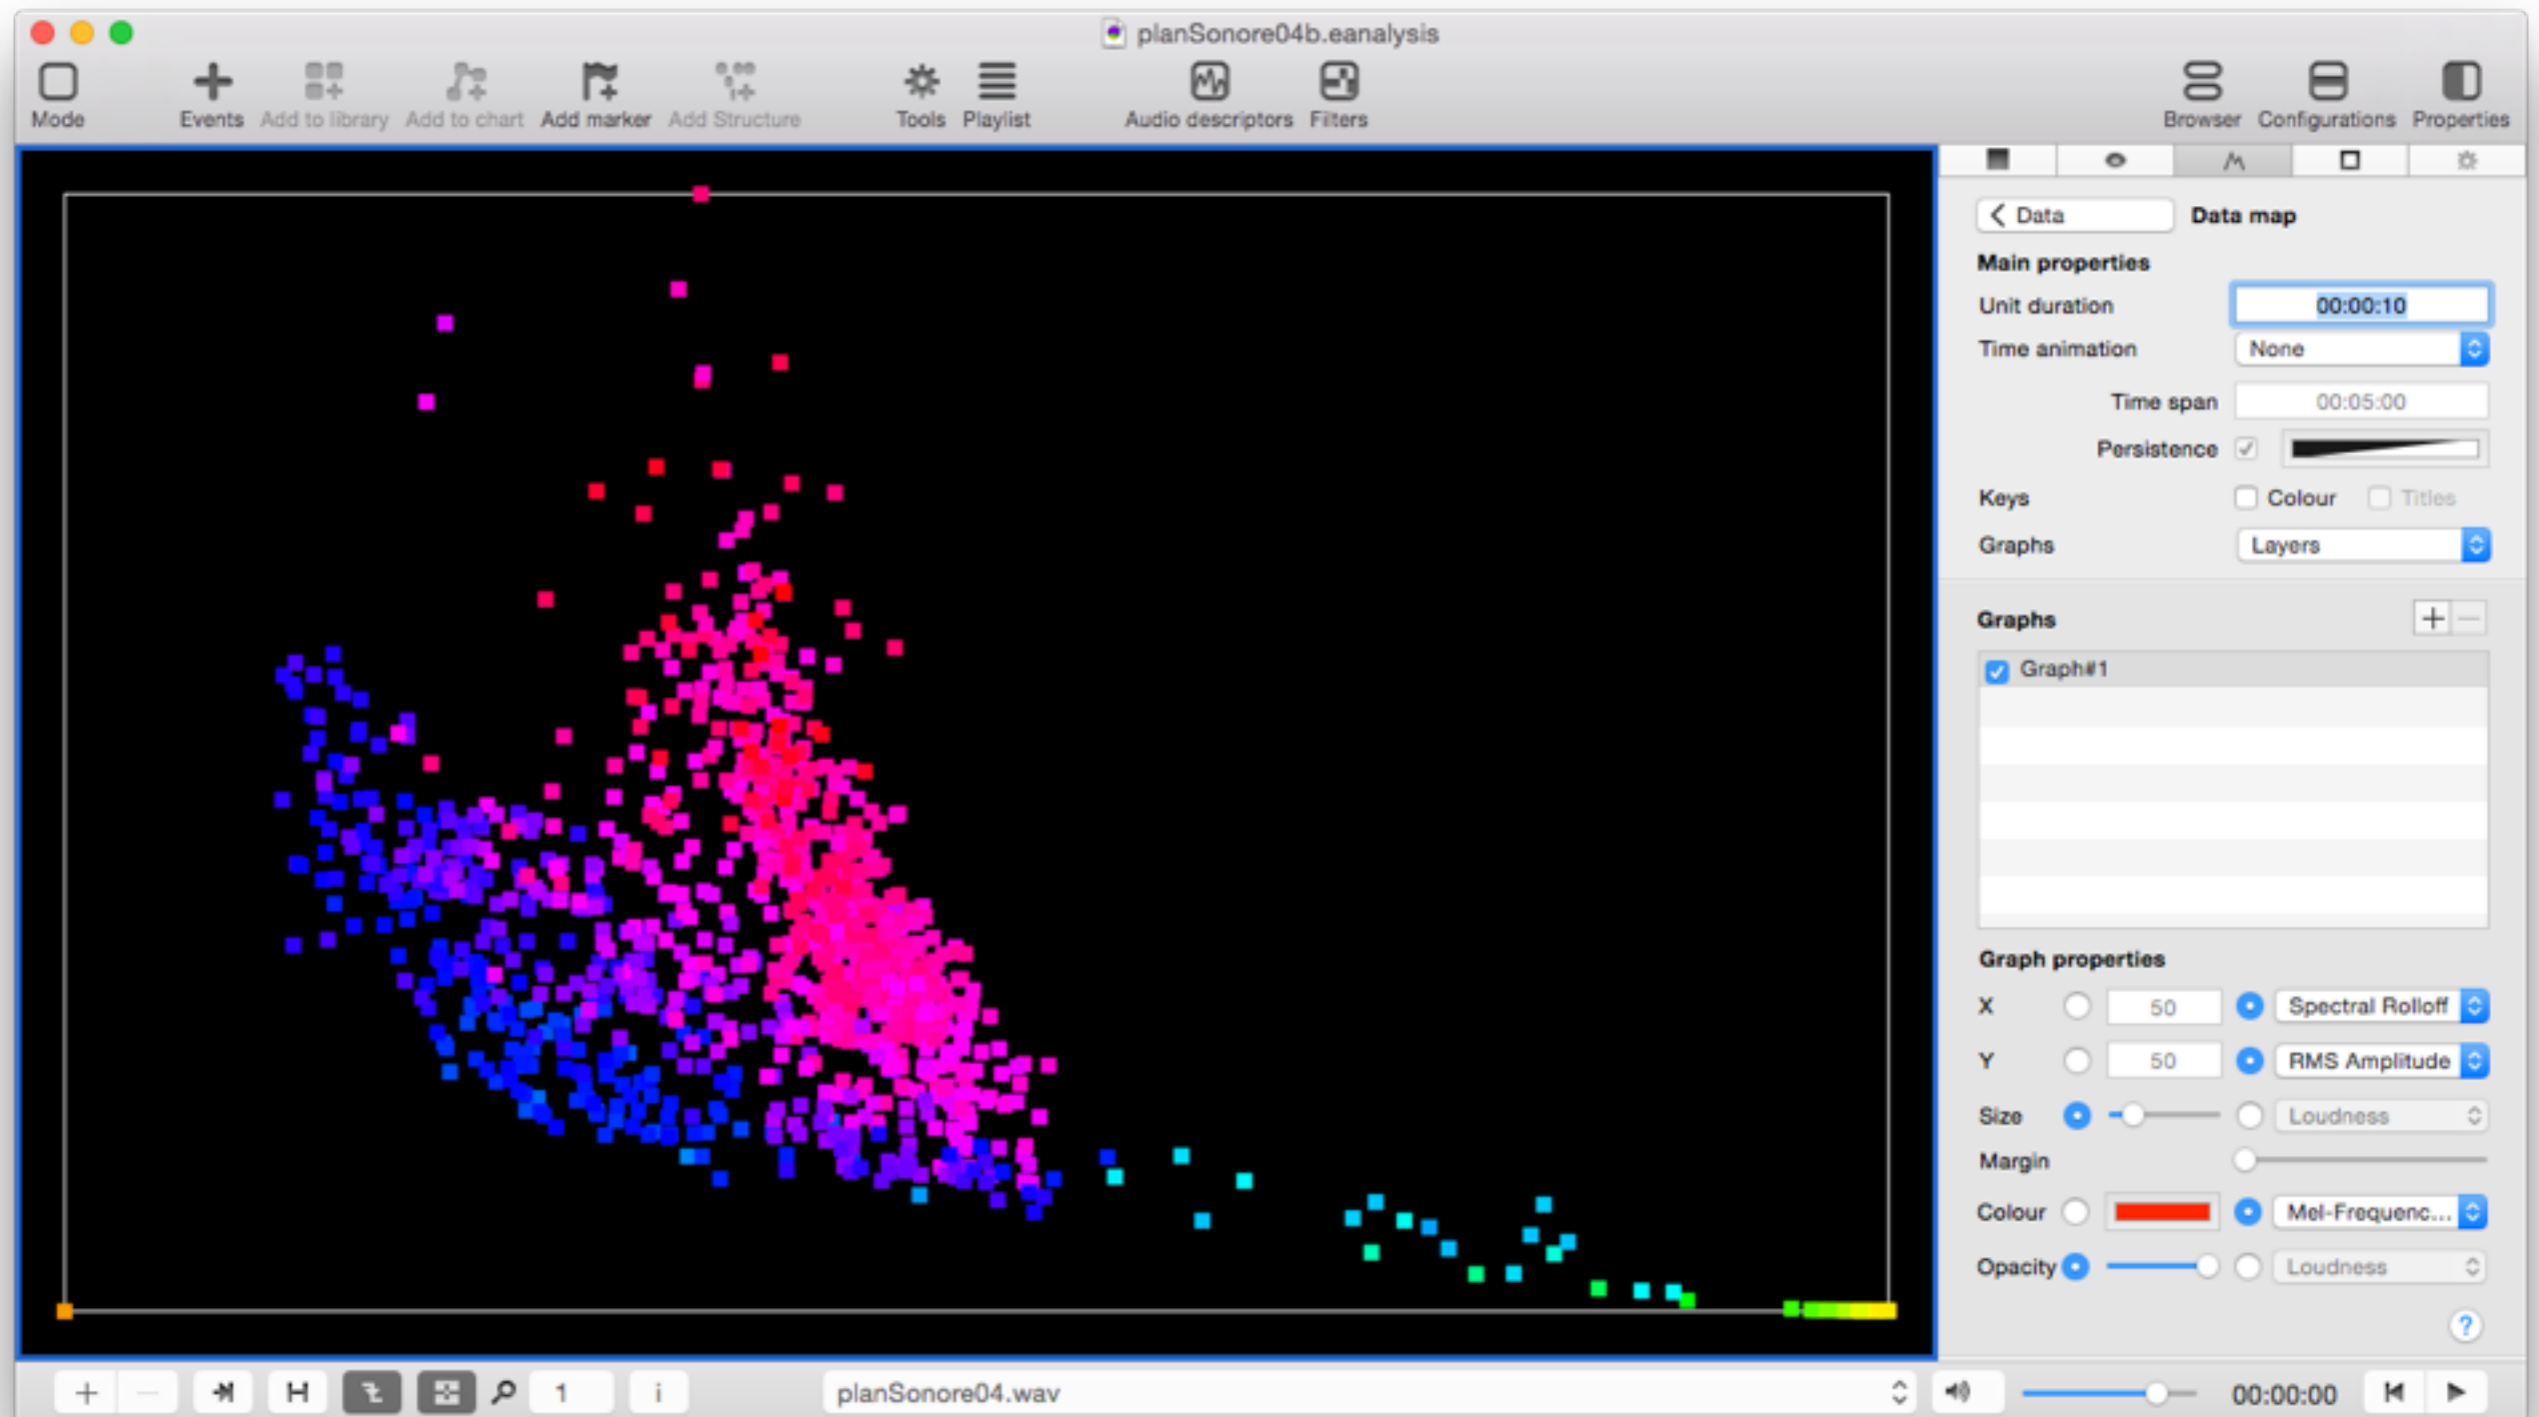 planSonore04b.eanalysis
Mode Events Add to library Add to chart Add marker Add Structure Tools Playlist Audio descriptors Filters Browser Configurations Properties
Data Data map
Main properties
Unit duration 00:00:10
Time animation None
Time span 00:05:00
Persistence
Keys Colour Titles
Graphs Layers
Graphs
Graph#1
Graph properties
X 50 Spectral Rolloff
Y 50 RMS Amplitude
Size Loudness
Margin
Colour Mel-Frequenc...
Opacity Loudness
?
1 i planSonore04.wav 00:00:00